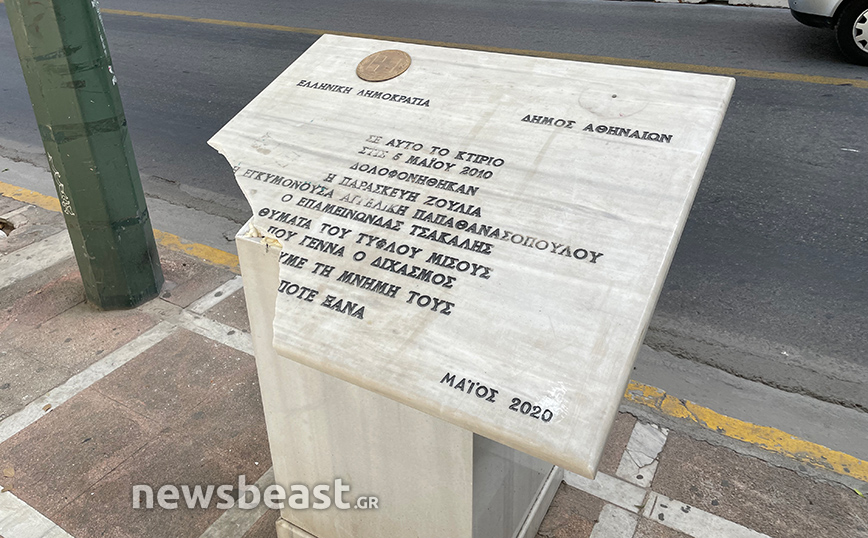 ΕΛΛΗΝΙΚΗ ΔΗΜΟΚΡΑΤΙΑ
ΔΗΜΟΣ ΑΘΗΝΑΙΩΝ
ΣΕ ΑΥΤΟ ΤΟ ΚΤΙΡΙΟ
ΣΤΙΣ 5 ΜΑΪΟΥ 2010
ΔΟΛΟΦΟΝΗΘΗΚΑΝ
Η ΠΑΡΑΣΚΕΥΗ ΖΟΥΛΙΑ
Η ΕΓΚΥΜΟΝΟΥΣΑ ΑΓΓΕΛΙΚΗ ΠΑΠΑΘΑΝΑΣΟΠΟΥΛΟΥ
Ο ΕΠΑΜΕΙΝΩΝΔΑΣ ΤΣΑΚΑΛΗΣ
ΘΥΜΑΤΑ ΤΟΥ ΤΥΦΛΟΥ ΜΙΣΟΥΣ
ΠΟΥ ΓΕΝΝΑ Ο ΔΙΧΑΣΜΟΣ
ΟΥΜΕ ΤΗ ΜΝΗΜΗ ΤΟΥΣ
ΠΟΤΕ ΞΑΝΑ
ΜΑΪΟΣ 2020
newsbeast.GR